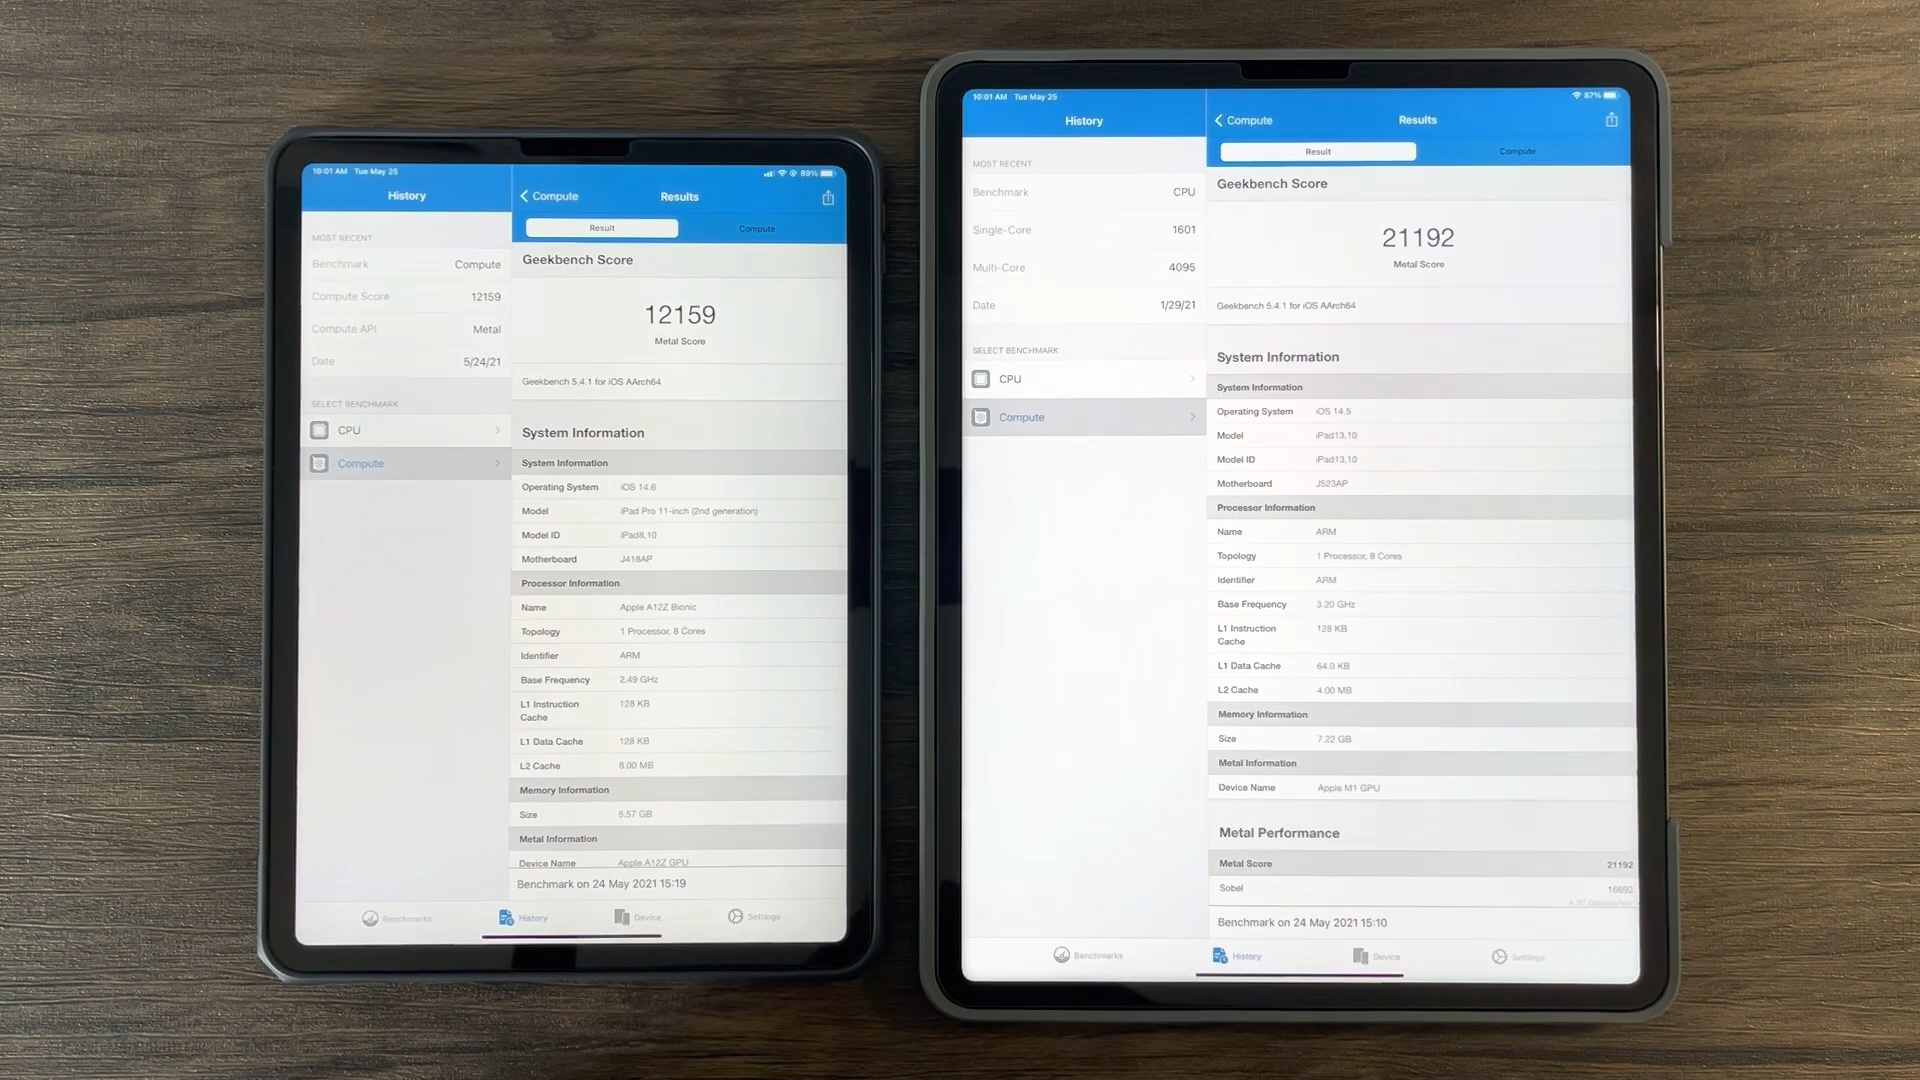 10:01 AM Tue May 25
89%
History
MOST RECENT
Benchmark Compute
Compute Score 12159
Compute API Metal
Date 5/24/21
SELECT BENCHMARK
CPU
Compute
Compute
Results
Result Compute
Geekbench Score
12159
Metal Score
Geekbench 5.4.1 for iOS AArch64
System Information
System Information
Operating System iOS 14.6
Model iPad Pro 11-inch (2nd generation)
Model ID iPad8,10
Motherboard J418AP
Processor Information
Name Apple A12Z Bionic
Topology 1 Processor, 8 Cores
Identifier ARM
Base Frequency 2.49 GHz
L1 Instruction Cache 128 KB
L1 Data Cache 128 KB
L2 Cache 8.00 MB
Memory Information
Size 5.57 GB
Metal Information
Device Name Apple A12Z GPU
Benchmark on 24 May 2021 15:19
Benchmarks History Device Settings
10:01 AM Tue May 25
87%
History
MOST RECENT
Benchmark CPU
Single-Core 1601
Multi-Core 4095
Date 1/29/21
SELECT BENCHMARK
CPU
Compute
Compute
Results
Result Compute
Geekbench Score
21192
Metal Score
Geekbench 5.4.1 for iOS AArch64
System Information
System Information
Operating System iOS 14.5
Model iPad13,10
Model ID iPad13,10
Motherboard J523AP
Processor Information
Name ARM
Topology 1 Processor, 8 Cores
Identifier ARM
Base Frequency 3.20 GHz
L1 Instruction Cache 128 KB
L1 Data Cache 64.0 KB
L2 Cache 4.00 MB
Memory Information
Size 7.22 GB
Metal Information
Device Name Apple M1 GPU
Metal Performance
Metal Score 21192
Sobel 16692
Benchmark on 24 May 2021 15:10
Benchmarks History Device Settings